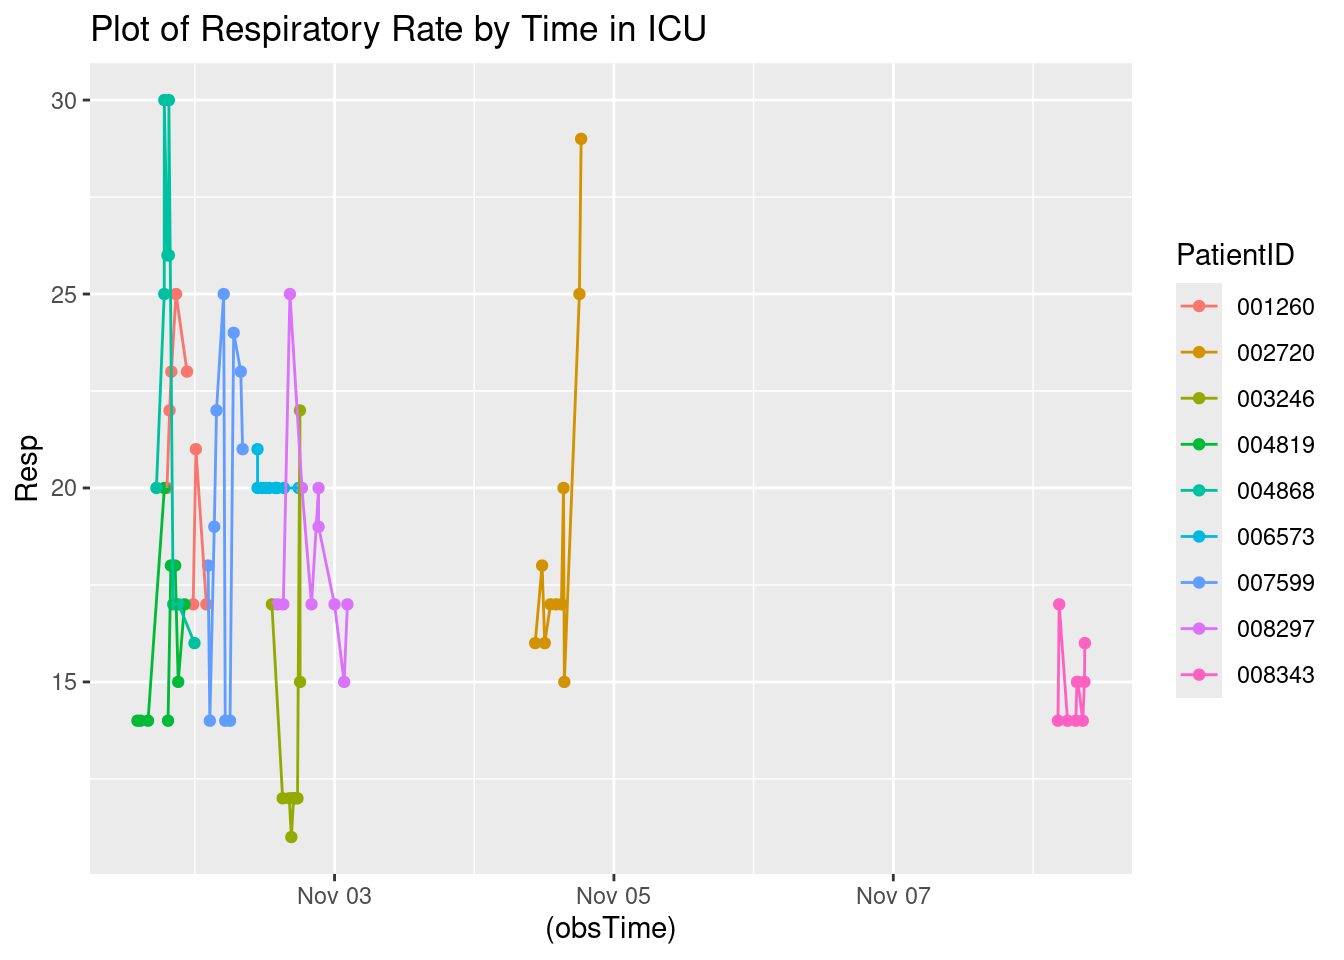 Plot of Respiratory Rate by Time in ICU
30
25
20
15
Resp
Nov 03
Nov 05
Nov 07
(obsTime)
PatientID
001260
002720
003246
004819
004868
006573
007599
008297
008343